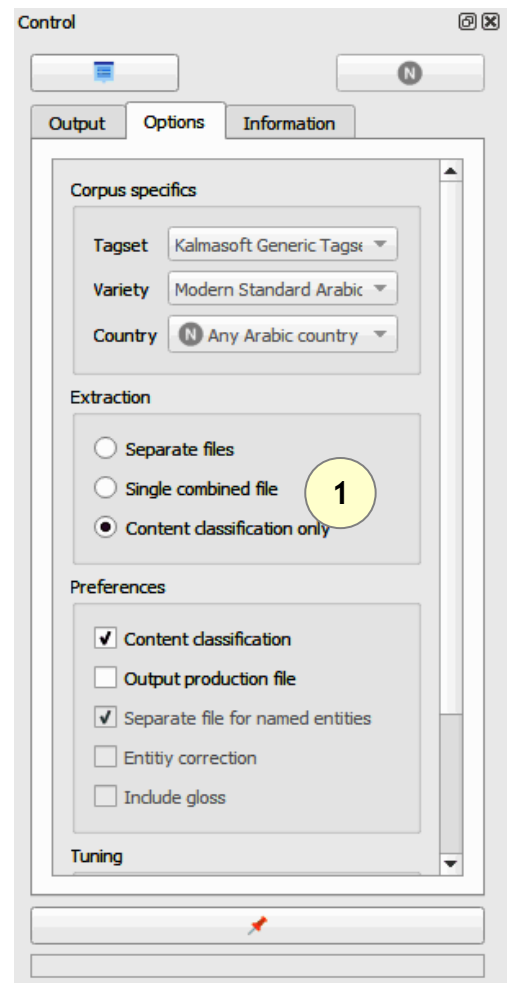 Control
N
Output Options Information
Corpus specifics
Tagset Kalmasoft Generic Tagse
Variety Modern Standard Arabic
Country N Any Arabic country
Extraction
Separate files
Single combined file
1
Content classification only
Preferences
Content classification
Output production file
Separate file for named entities
Entitiy correction
Include gloss
Tuning